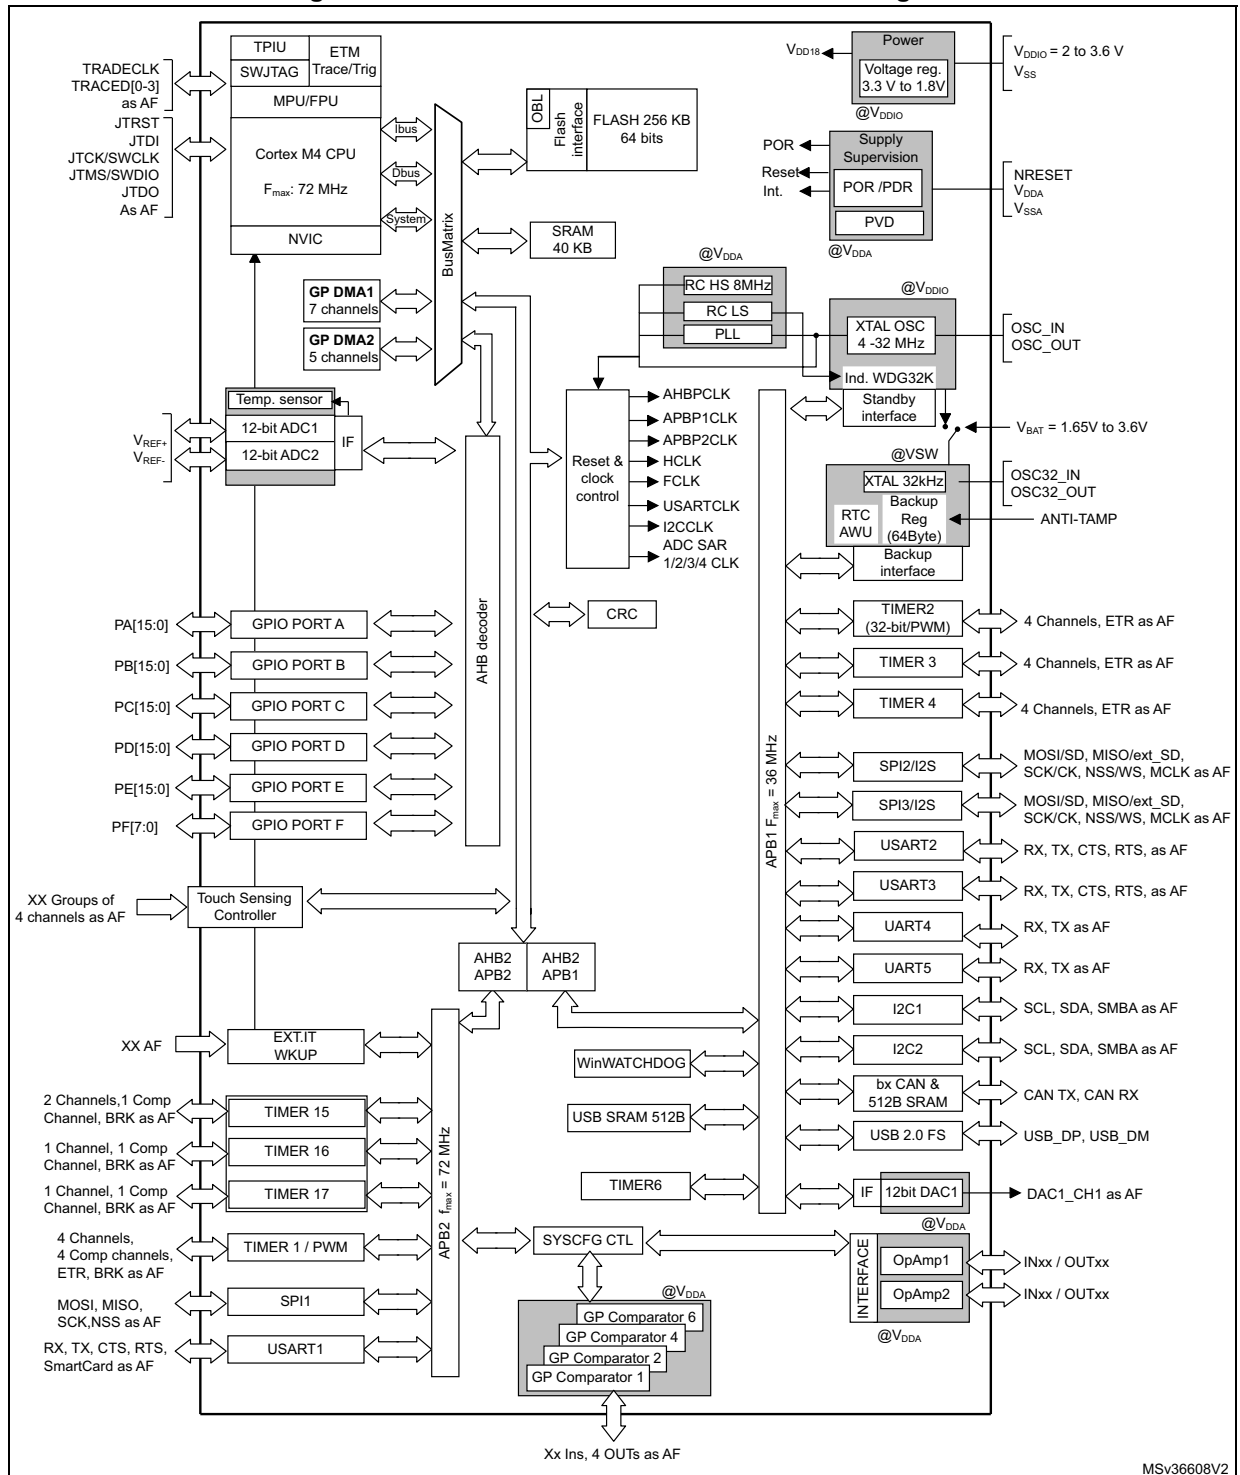 TPIU
ETM
Trace/Trig
SWJTAG
MPU/FPU
Cortex M4 CPU
Fmax: 72 MHz
NVIC
TRADECLK
TRACED[0-3]
as AF
JTRST
JTDI
JTCK/SWCLK
JTMS/SWDIO
JTDO
As AF
Ibus
Dbus
System
BusMatrix
OBL
Flash
interface
FLASH 256 KB
64 bits
SRAM
40 KB
GP DMA1
7 channels
GP DMA2
5 channels
VDD18
Power
Voltage reg.
3.3 V to 1.8V
@VDDIO
VDDIO = 2 to 3.6 V
VSS
POR
Reset
Int.
Supply
Supervision
POR /PDR
PVD
@VDDA
NRESET
VDDA
VSSA
@VDDA
RC HS 8MHz
RC LS
PLL
@VDDIO
XTAL OSC
4 -32 MHz
Ind. WDG32K
Standby
interface
OSC_IN
OSC_OUT
VBAT = 1.65V to 3.6V
@VSW
XTAL 32kHz
RTC
AWU
Backup
Reg
(64Byte)
Backup
interface
OSC32_IN
OSC32_OUT
ANTI-TAMP
Reset &
clock
control
AHBPCLK
APBP1CLK
APBP2CLK
HCLK
FCLK
USARTCLK
I2CCLK
ADC SAR
1/2/3/4 CLK
Temp. sensor
12-bit ADC1
12-bit ADC2
IF
VREF+
VREF-
AHB decoder
CRC
PA[15:0]
GPIO PORT A
PB[15:0]
GPIO PORT B
PC[15:0]
GPIO PORT C
PD[15:0]
GPIO PORT D
PE[15:0]
GPIO PORT E
PF[7:0]
GPIO PORT F
XX Groups of
4 channels as AF
Touch Sensing
Controller
AHB2
APB2
AHB2
APB1
APB1 Fmax = 36 MHz
TIMER2
(32-bit/PWM)
4 Channels, ETR as AF
TIMER 3
4 Channels, ETR as AF
TIMER 4
4 Channels, ETR as AF
SPI2/I2S
MOSI/SD, MISO/ext_SD,
SCK/CK, NSS/WS, MCLK as AF
SPI3/I2S
MOSI/SD, MISO/ext_SD,
SCK/CK, NSS/WS, MCLK as AF
USART2
RX, TX, CTS, RTS, as AF
USART3
RX, TX, CTS, RTS, as AF
UART4
RX, TX as AF
UART5
RX, TX as AF
I2C1
SCL, SDA, SMBA as AF
I2C2
SCL, SDA, SMBA as AF
bx CAN &
512B SRAM
CAN TX, CAN RX
USB 2.0 FS
USB_DP, USB_DM
IF
12bit DAC1
DAC1_CH1 as AF
@VDDA
WinWATCHDOG
USB SRAM 512B
TIMER6
XX AF
EXT.IT
WKUP
2 Channels,1 Comp
Channel, BRK as AF
TIMER 15
1 Channel, 1 Comp
Channel, BRK as AF
TIMER 16
1 Channel, 1 Comp
Channel, BRK as AF
TIMER 17
4 Channels,
4 Comp channels,
ETR, BRK as AF
TIMER 1 / PWM
MOSI, MISO,
SCK,NSS as AF
SPI1
RX, TX, CTS, RTS,
SmartCard as AF
USART1
APB2 fmax = 72 MHz
SYSCFG CTL
INTERFACE
OpAmp1
INxx / OUTxx
OpAmp2
INxx / OUTxx
@VDDA
@VDDA
GP Comparator 6
GP Comparator 4
GP Comparator 2
GP Comparator 1
Xx Ins, 4 OUTs as AF
MSv36608V2